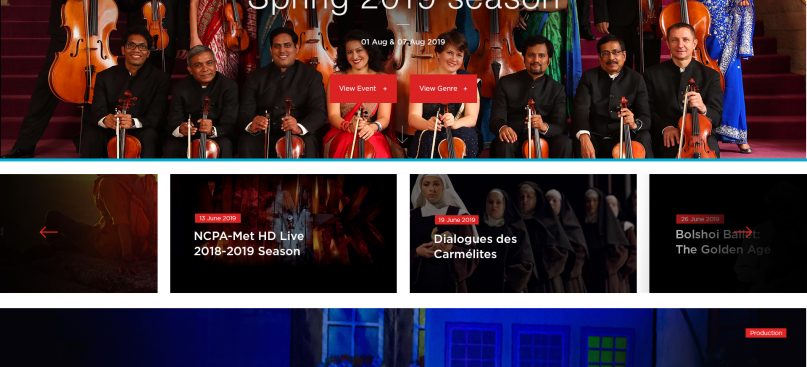 Spring 2019 season
01 Aug & 07 Aug 2019
View Event +
View Genre +
13 June 2019
NCPA-Met HD Live
2018-2019 Season
19 June 2019
Dialogues des
Carmélites
26 June 2019
Bolshoi Ballet:
The Golden Age
Production